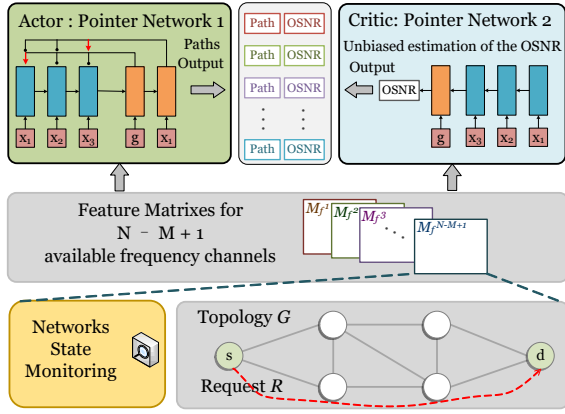 Actor : Pointer Network 1
Paths
Output
x1
x2
x3
g
x1
Path OSNR
Path OSNR
Path OSNR
Path OSNR
Critic: Pointer Network 2
Unbiased estimation of the OSNR
Output
OSNR
g
x3
x2
x1
Feature Matrixes for
N - M + 1
available frequency channels
Mf1
Mf2
Mf3
...
MfN-M+1
Networks
State
Monitoring
Topology G
s
d
Request R